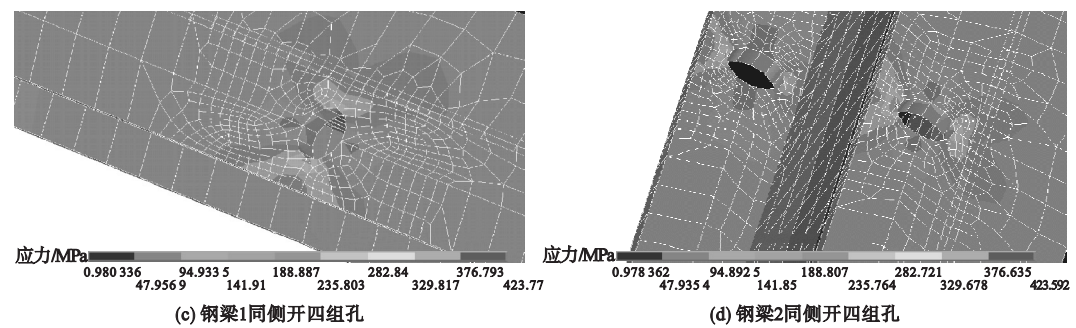 应力/MPa
0.980 336 94.933 5 188.887 282.84 376.793
47.956 9 141.91 235.803 329.817 423.77
(c) 钢梁1同侧开四组孔
应力/MPa
0.978 362 94.892 5 188.807 282.721 376.635
47.935 4 141.85 235.764 329.678 423.592
(d) 钢梁2同侧开四组孔